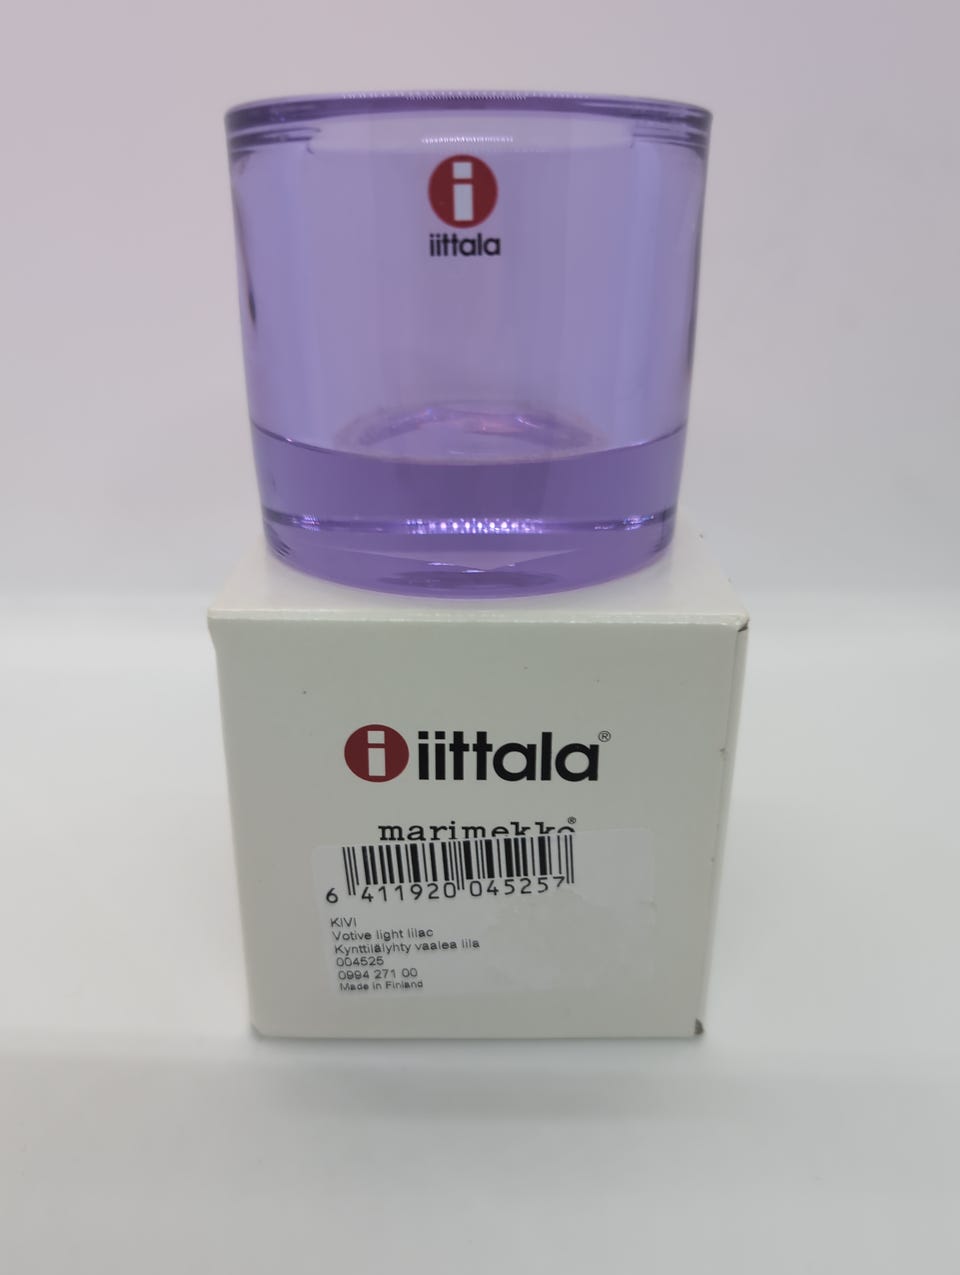 i
iittala
i iittala®
marimekko®
6 411920 045257
KIVI
Votive light lilac
Kynttilälyhty vaalea lila
004525
0994 271 00
Made in Finland